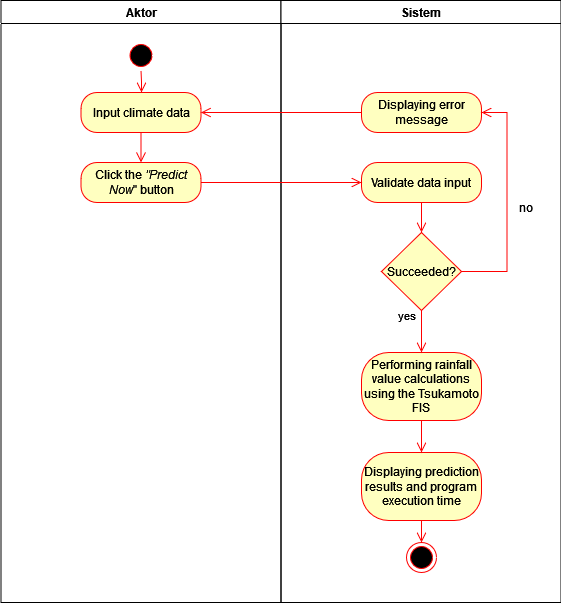 Aktor
Sistem
Input climate data
Displaying error
message
Click the "Predict
Now" button
Validate data input
no
Succeeded?
yes
Performing rainfall
value calculations
using the Tsukamoto
FIS
Displaying prediction
results and program
execution time